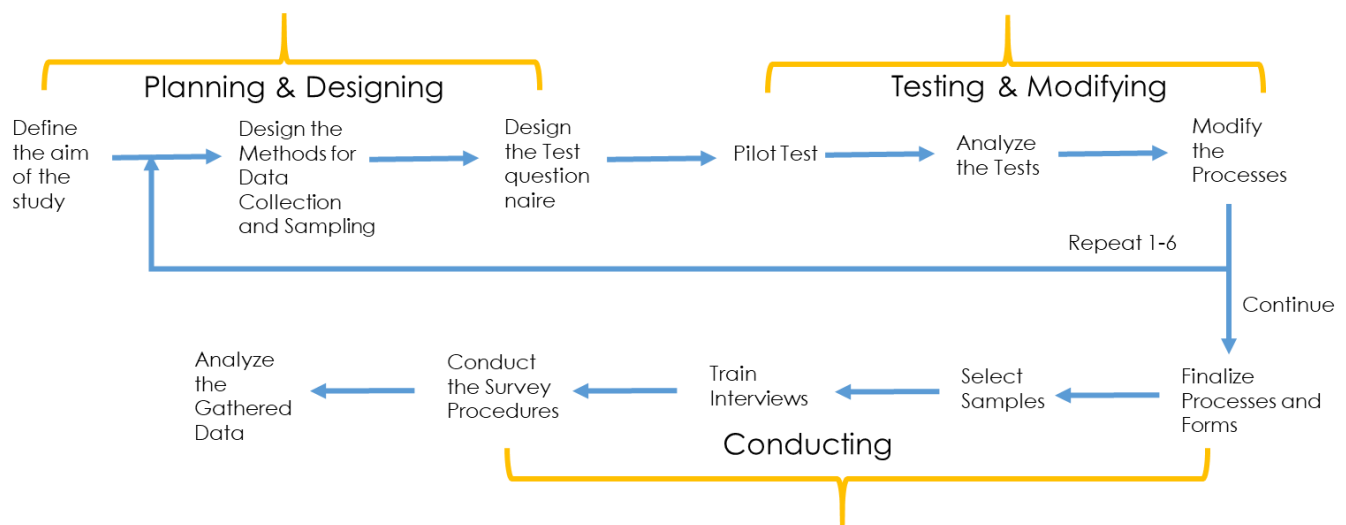 Planning & Designing
Testing & Modifying
Define
the aim
of the
study
Design the
Methods for
Data
Collection
and Sampling
Design
the Test
question
naire
Pilot Test
Analyze
the Tests
Modify
the
Processes
Repeat 1-6
Continue
Analyze
the
Gathered
Data
Conduct
the Survey
Procedures
Train
Interviews
Select
Samples
Finalize
Processes and
Forms
Conducting